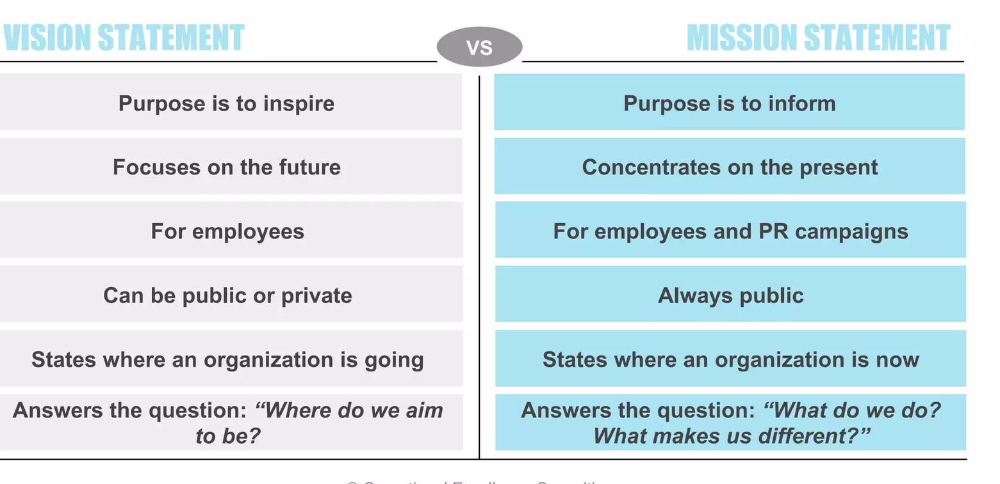 VISION STATEMENT
VS
MISSION STATEMENT
Purpose is to inspire
Purpose is to inform
Focuses on the future
Concentrates on the present
For employees
For employees and PR campaigns
Can be public or private
Always public
States where an organization is going
States where an organization is now
Answers the question: “Where do we aim
to be?
Answers the question: “What do we do?
What makes us different?”